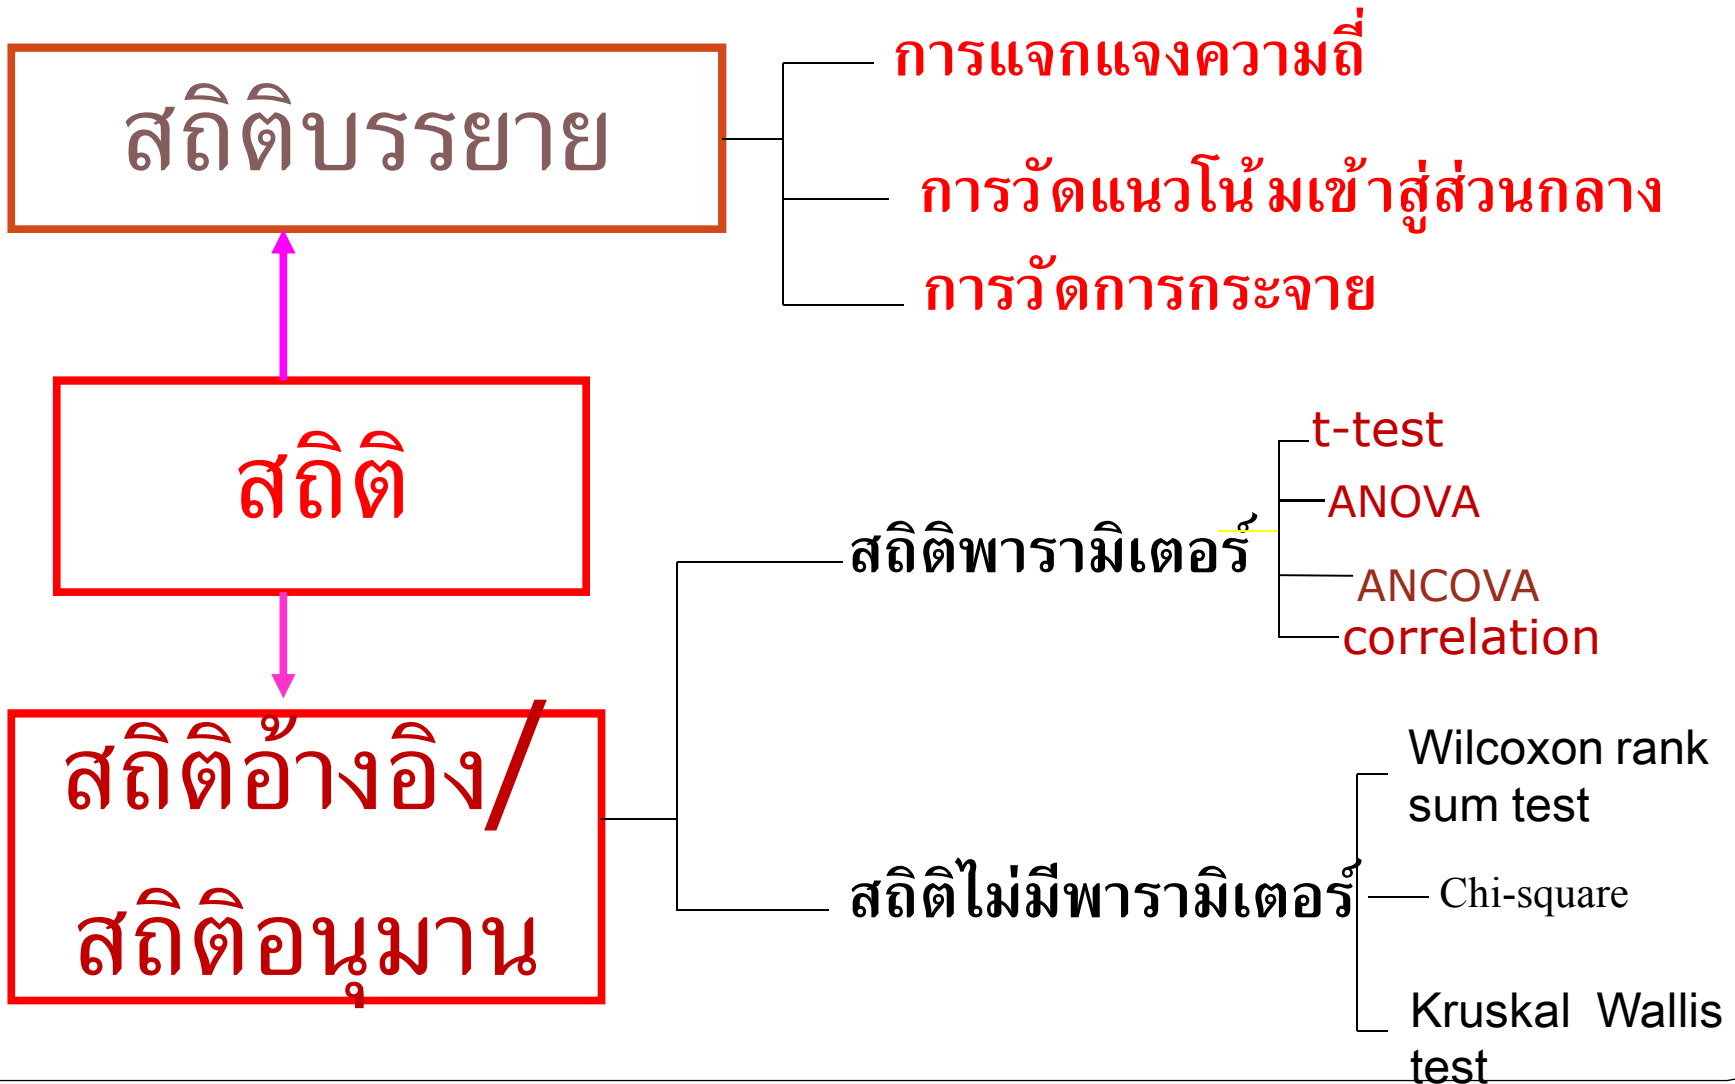 สถิติบรรยาย
การแจกแจงความถี่
การวัดแนวโน้มเข้าสู่ส่วนกลาง
การวัดการกระจาย
สถิติ
สถิติอ้างอิง/
สถิติอนุมาน
สถิติพารามิเตอร์
t-test
ANOVA
ANCOVA
correlation
สถิติไม่มีพารามิเตอร์
Wilcoxon rank
sum test
Chi-square
Kruskal Wallis
test